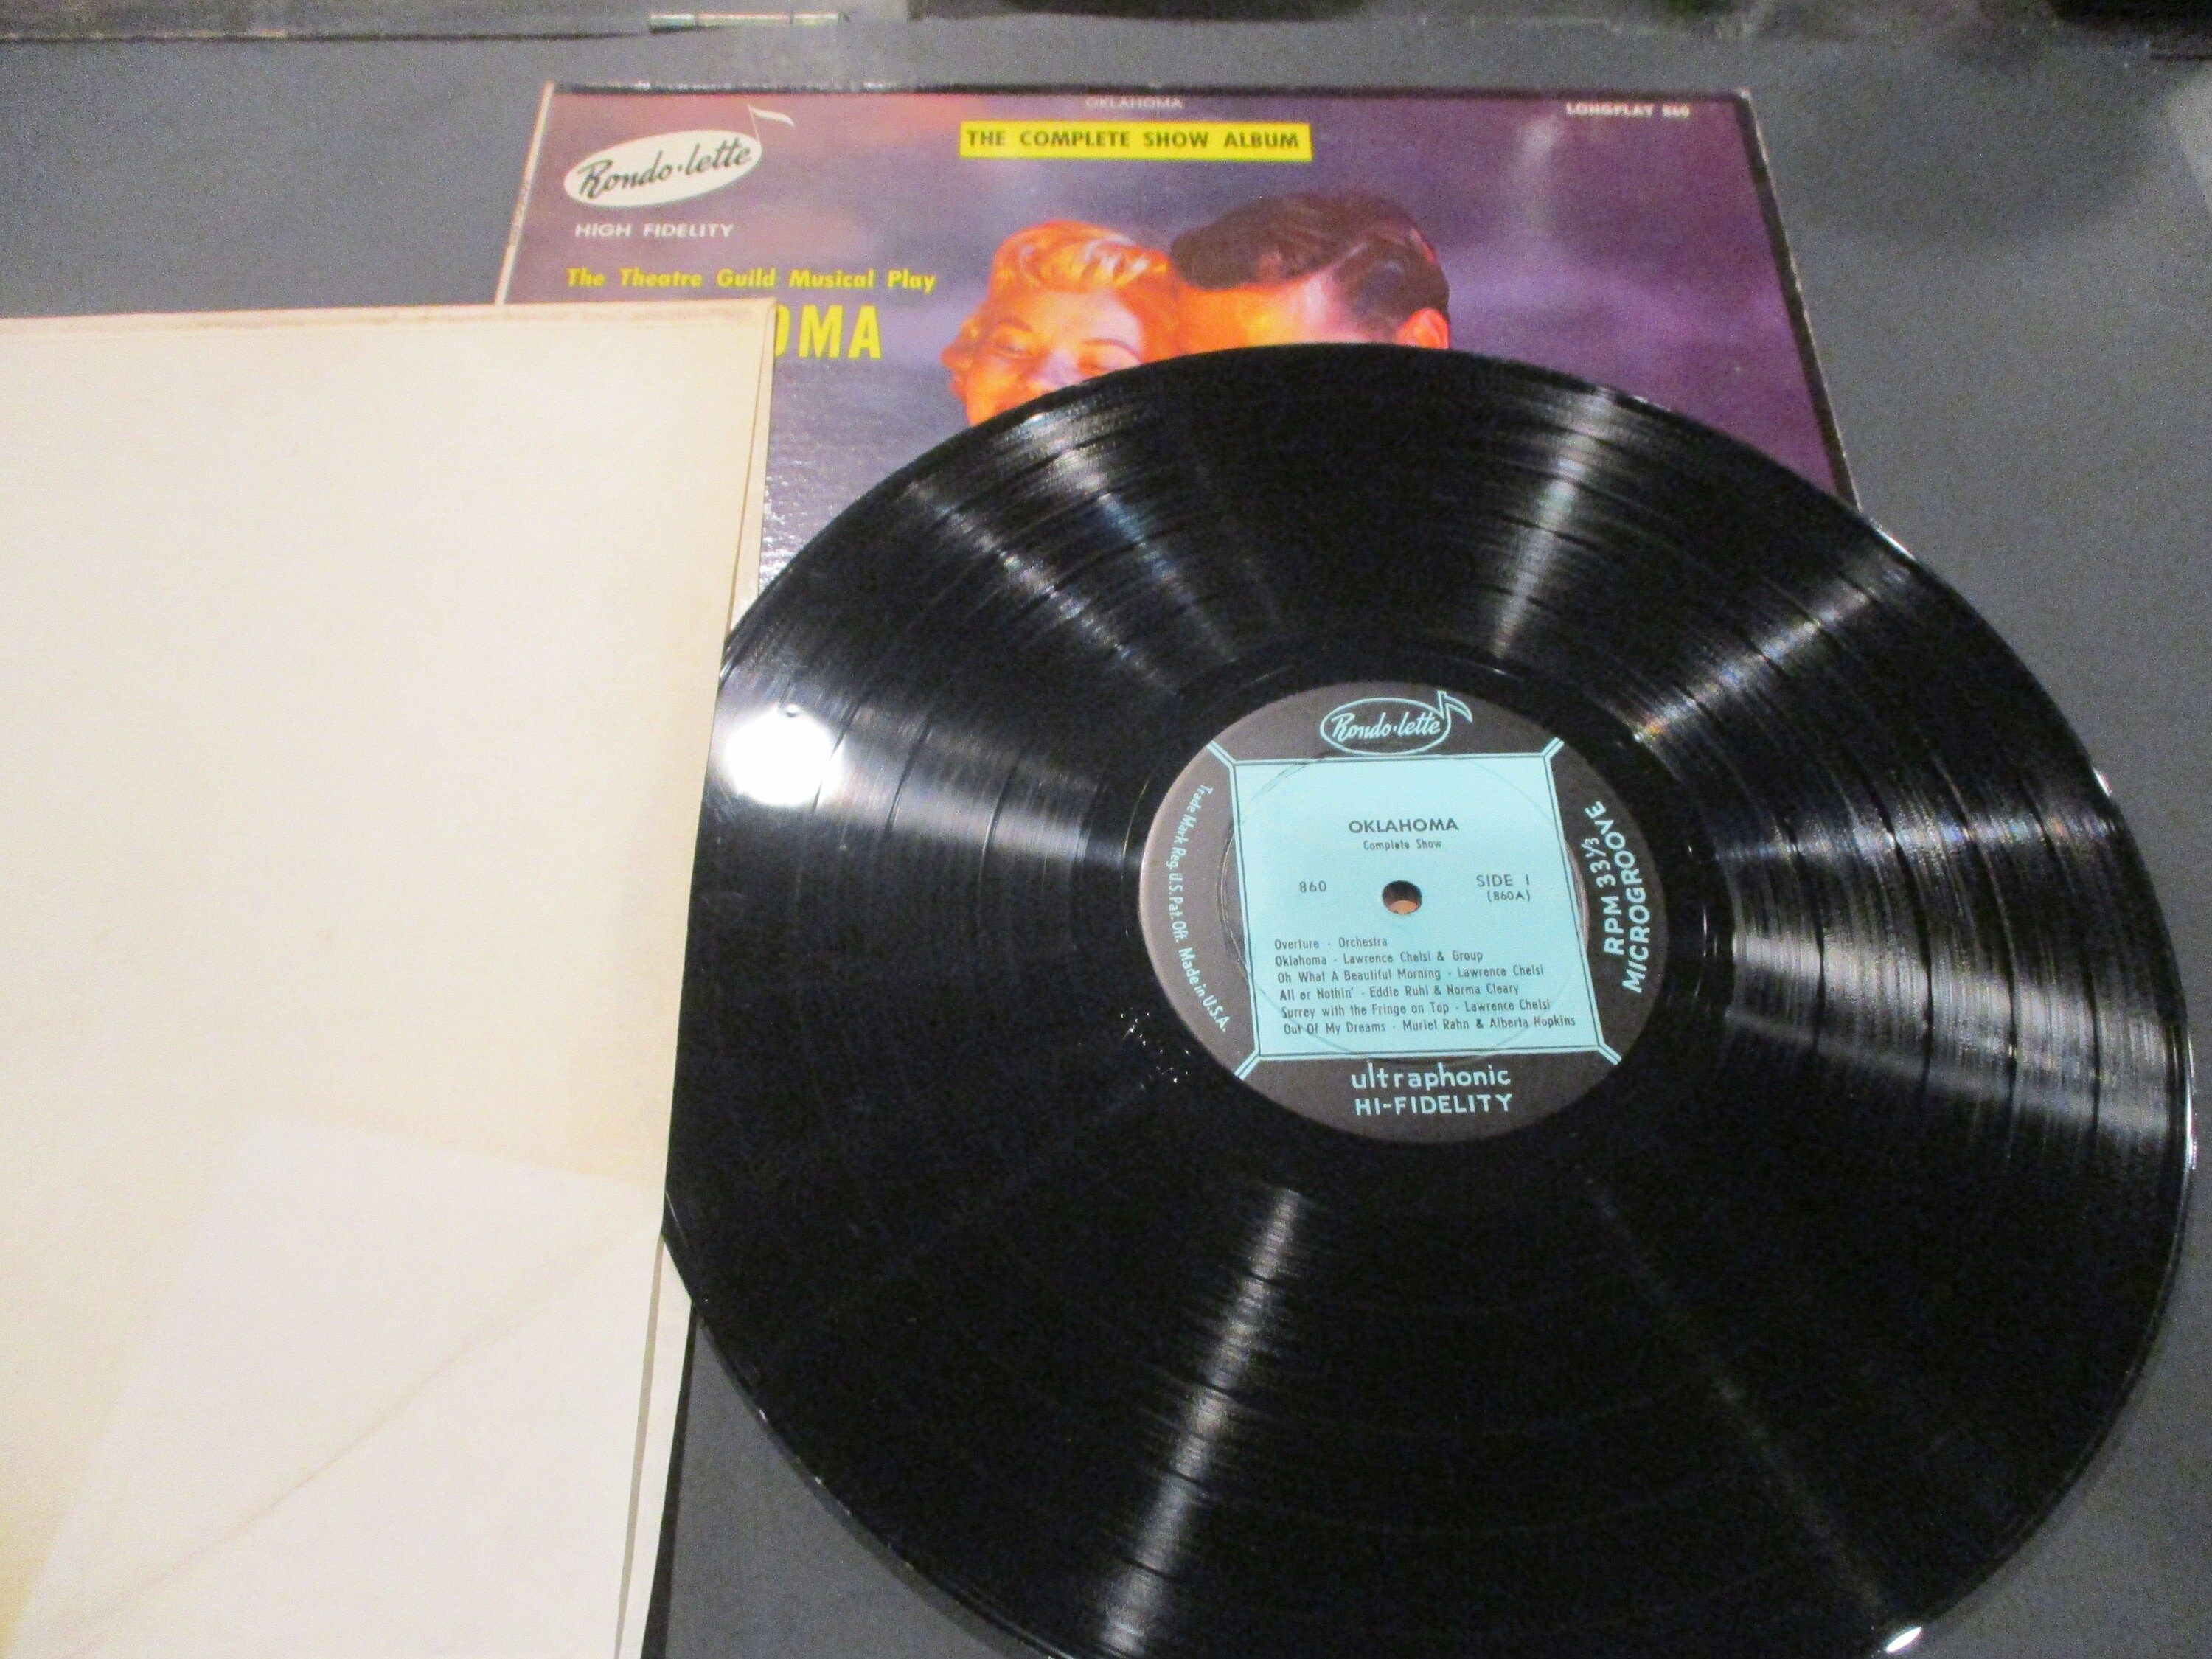 OKLAHOMA
LONGPLAY 860
THE COMPLETE SHOW ALBUM
Rondo·lette
HIGH FIDELITY
The Theatre Guild Musical Play
OMA
Rondo·lette
OKLAHOMA
Complete Show
860
SIDE 1
(860A)
Overture - Orchestra
Oklahoma - Lawrence Chelsi & Group
Oh What A Beautiful Morning - Lawrence Chelsi
All or Nothin' - Eddie Ruhl & Norma Cleary
Surrey with the Fringe on Top - Lawrence Chelsi
Out Of My Dreams - Muriel Rahn & Alberta Hopkins
Trade Mark Reg. U.S. Pat. Off. Made in U.S.A.
RPM 33⅓
MICROGROOVE
ultraphonic
HI-FIDELITY